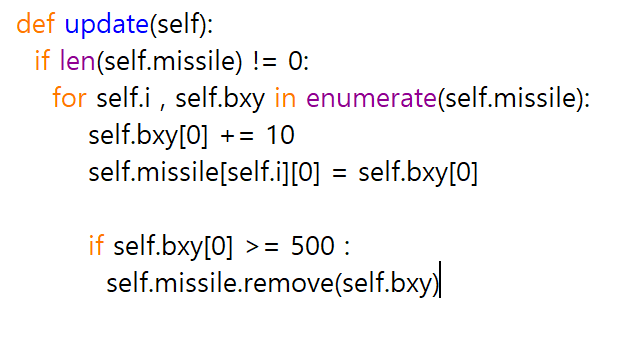 def update(self):
if len(self.missile) != 0:
for self.i , self.bxy in enumerate(self.missile):
self.bxy[0] += 10
self.missile[self.i][0] = self.bxy[0]
if self.bxy[0] >= 500 :
self.missile.remove(self.bxy)